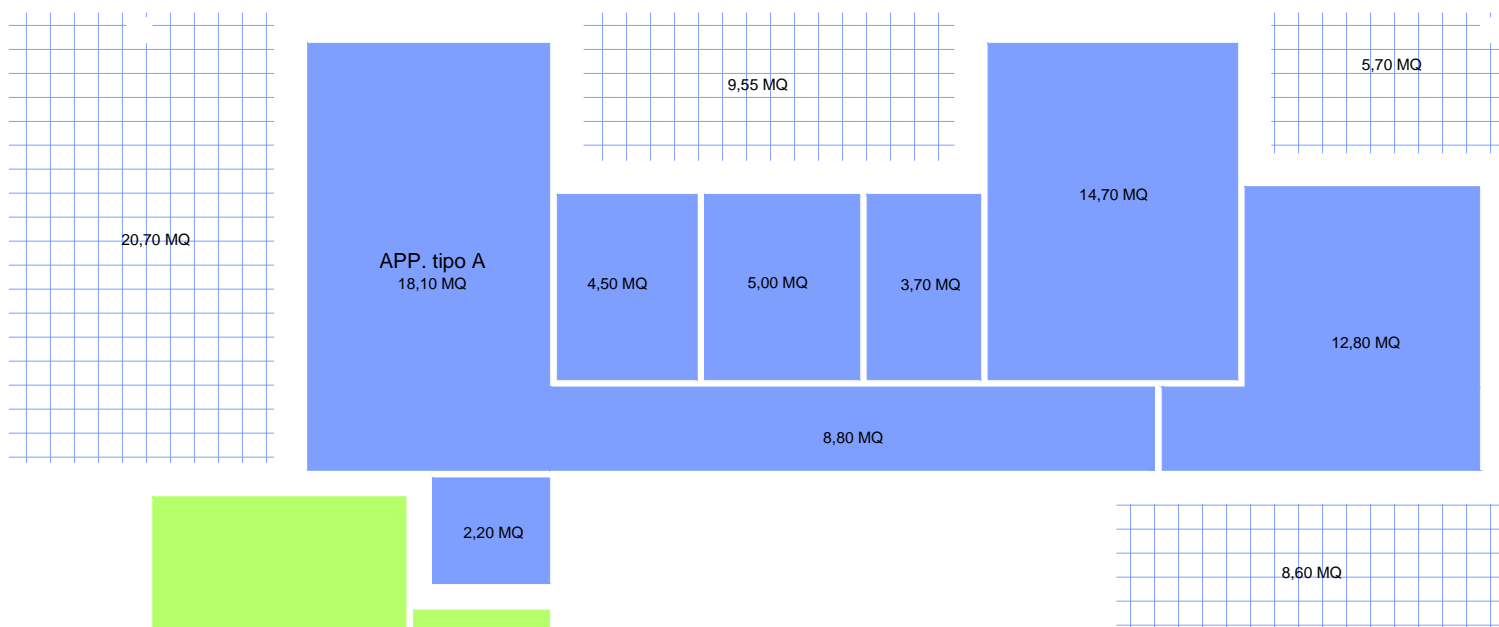 5,70 MQ
9,55 MQ
14,70 MQ
20,70 MQ
APP. tipo A
18,10 MQ
4,50 MQ
5,00 MQ
3,70 MQ
12,80 MQ
8,80 MQ
2,20 MQ
8,60 MQ